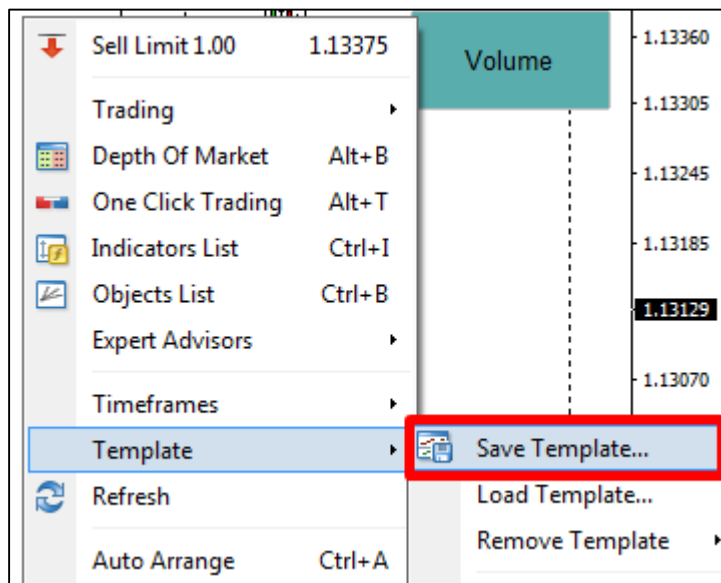 Sell Limit 1.00 1.13375
Trading
Depth Of Market Alt+B
One Click Trading Alt+T
Indicators List Ctrl+I
Objects List Ctrl+B
Expert Advisors
Timeframes
Template
Refresh
Auto Arrange Ctrl+A
Save Template...
Load Template...
Remove Template
Volume
1.13360
1.13305
1.13245
1.13185
1.13129
1.13070